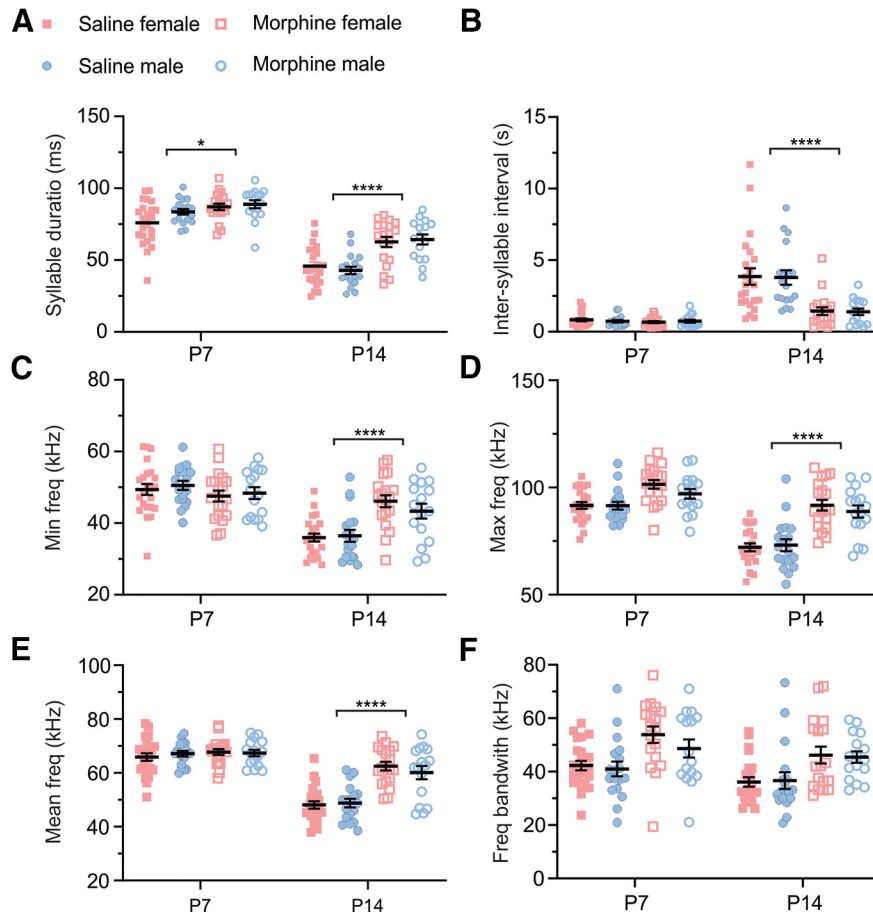 A
Saline female
Morphine female
Saline male
Morphine male
Syllable duratio (ms)
150
100
50
0
*
****
P7
P14
B
Inter-syllable interval (s)
15
10
5
0
****
P7
P14
C
Min freq (kHz)
80
60
40
20
****
P7
P14
D
Max freq (kHz)
150
100
50
****
P7
P14
E
Mean freq (kHz)
100
80
60
40
20
****
P7
P14
F
Freq bandwith (kHz)
80
60
40
20
0
P7
P14